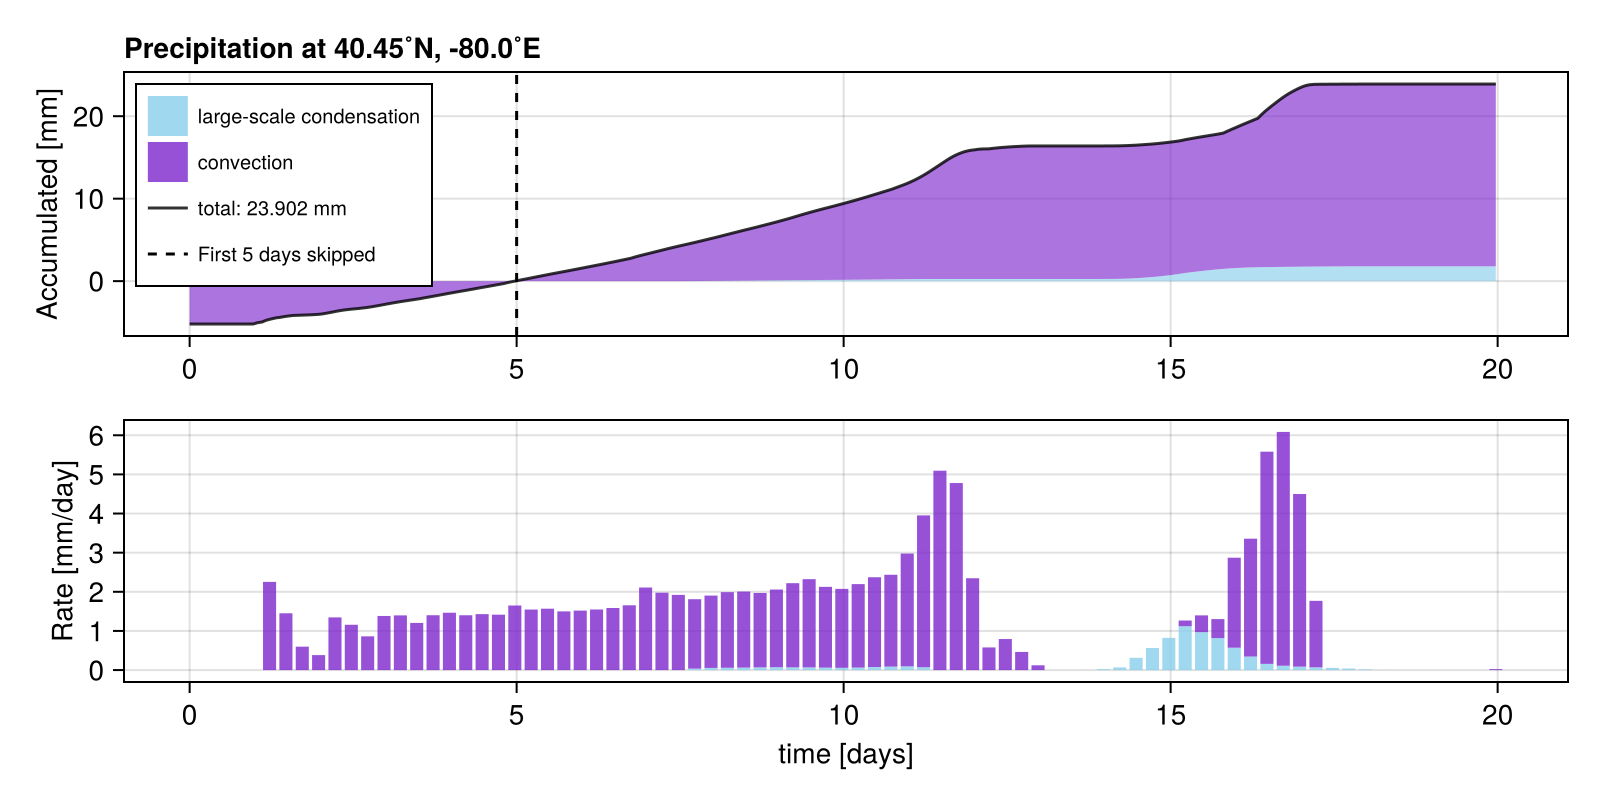 Precipitation at 40.45˚N, -80.0˚E
Accumulated [mm]
20
10
0
large-scale condensation
convection
total: 23.902 mm
First 5 days skipped
0 5 10 15 20
Rate [mm/day]
6
5
4
3
2
1
0
0 5 10 15 20
time [days]